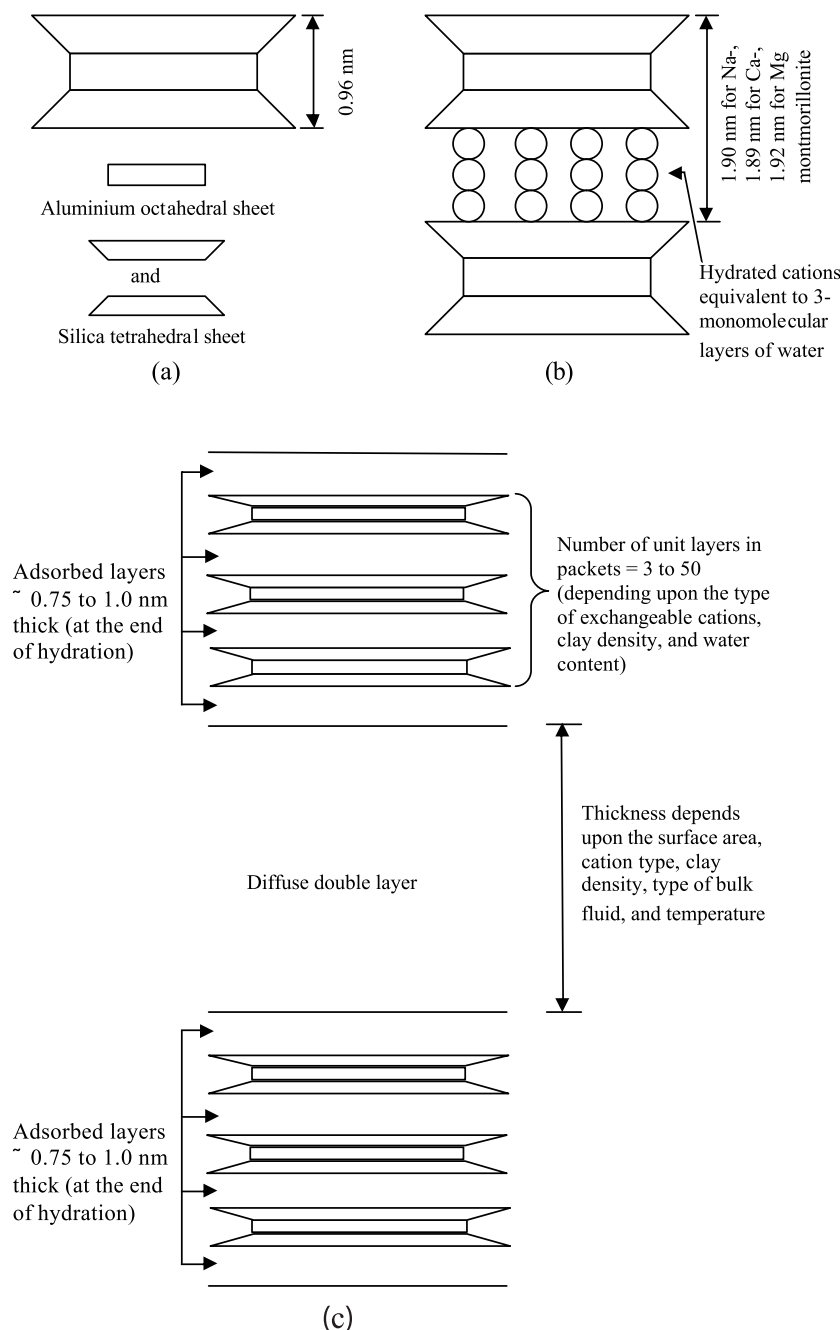 0.96 nm
Aluminium octahedral sheet
and
Silica tetrahedral sheet
(a)
1.90 nm for Na-,
1.89 nm for Ca-,
1.92 nm for Mg
montmorillonite
Hydrated cations
equivalent to 3-
monomolecular
layers of water
(b)
Adsorbed layers
~ 0.75 to 1.0 nm
thick (at the end
of hydration)
Number of unit layers in
packets = 3 to 50
(depending upon the type
of exchangeable cations,
clay density, and water
content)
Diffuse double layer
Thickness depends
upon the surface area,
cation type, clay
density, type of bulk
fluid, and temperature
Adsorbed layers
~ 0.75 to 1.0 nm
thick (at the end
of hydration)
(c)